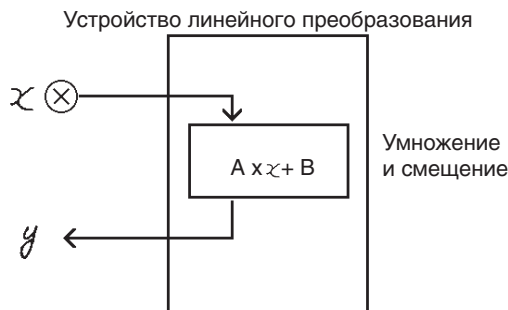 Устройство линейного преобразования
x
A x x + B
Умножение
и смещение
y